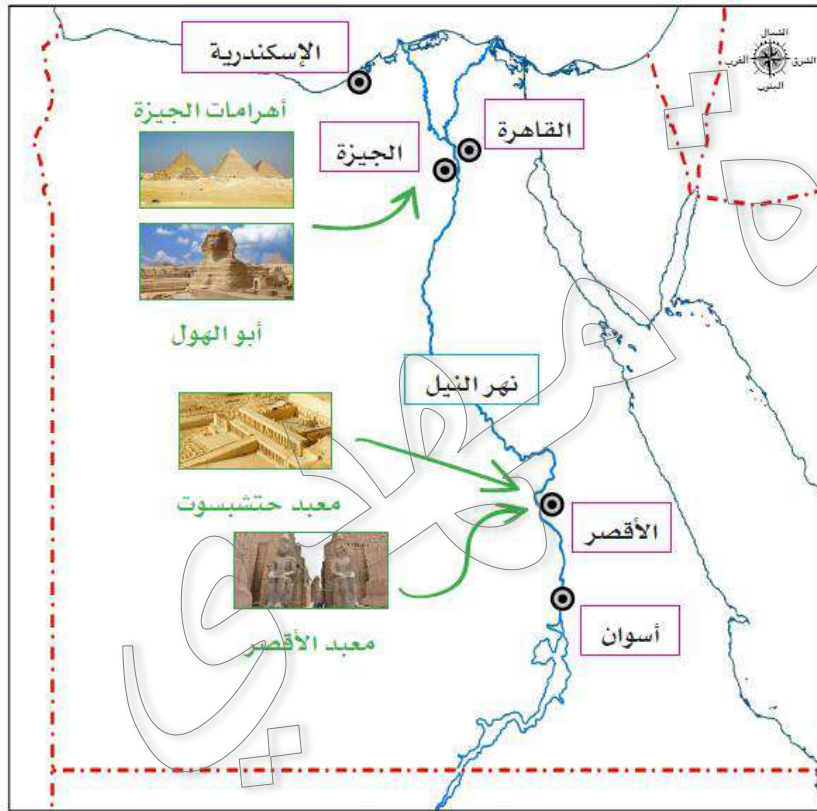 الشمال
الشرق
الغرب
الجنوب
الإسكندرية
أهرامات الجيزة
القاهرة
الجيزة
أبو الهول
نهر النيل
معبد حتشبسوت
الأقصر
معبد الأقصر
أسوان